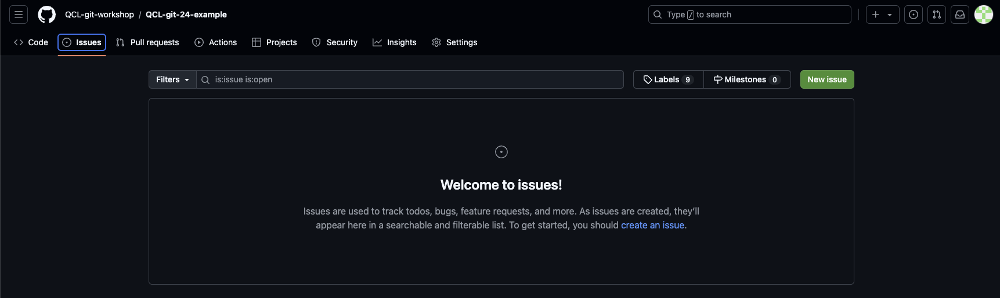 QCL-git-workshop / QCL-git-24-example
Type / to search
Code Issues Pull requests Actions Projects Security Insights Settings
Filters is:issue is:open Labels 9 Milestones 0 New issue
Welcome to issues!
Issues are used to track todos, bugs, feature requests, and more. As issues are created, they’ll
appear here in a searchable and filterable list. To get started, you should create an issue.